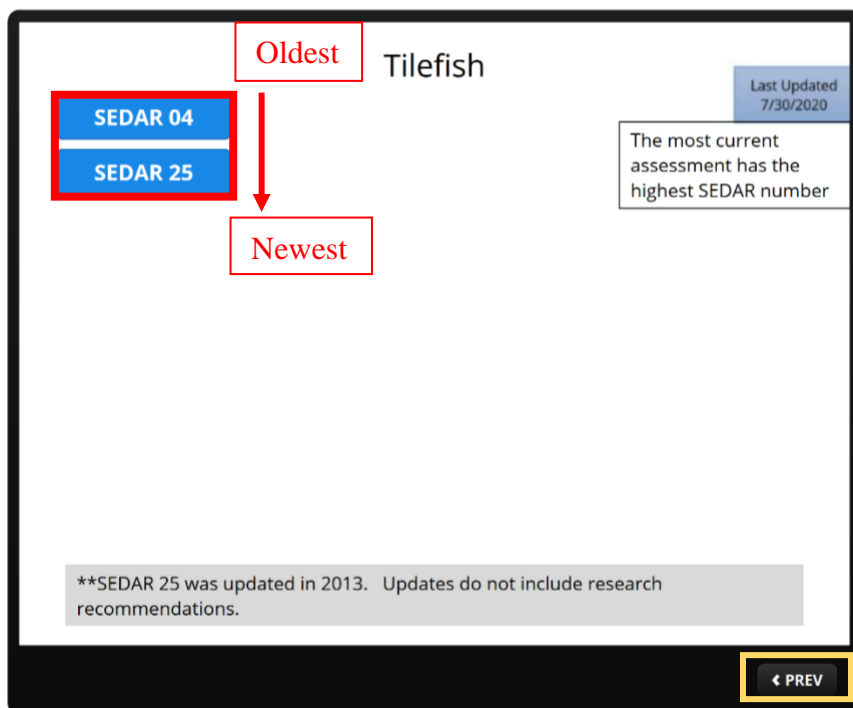 Oldest
Tilefish
Last Updated
7/30/2020
SEDAR 04
The most current
assessment has the
highest SEDAR number
SEDAR 25
Newest
**SEDAR 25 was updated in 2013.   Updates do not include research
recommendations.
‹ PREV